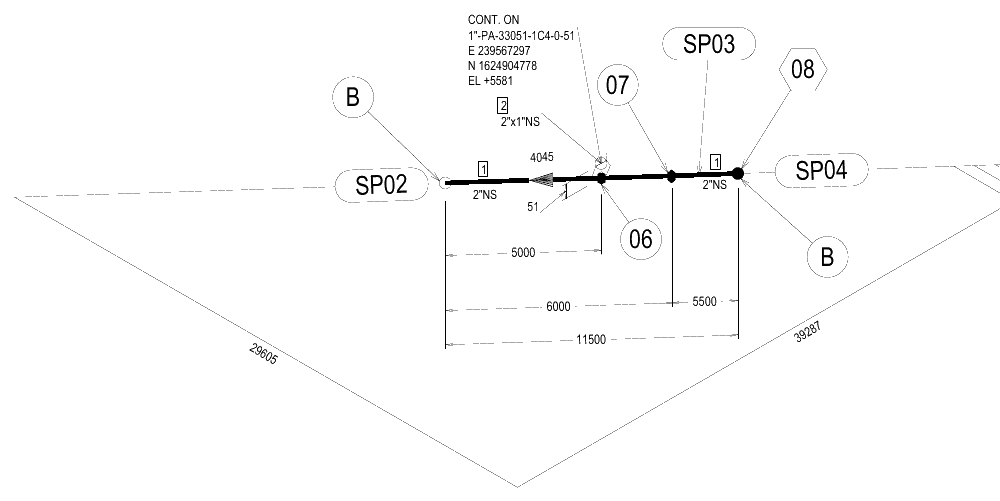 CONT. ON
1"-PA-33051-1C4-0-51
E 239567297
N 1624904778
EL +5581
SP03
08
07
B
2
2"x1"NS
4045
1
1
SP02
2"NS
2"NS
SP04
51
06
B
5000
6000
5500
11500
29605
39287